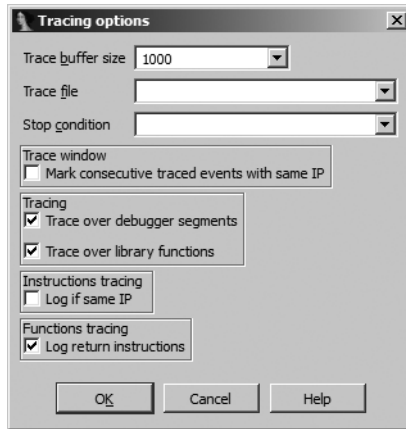 Tracing options
Trace buffer size 1000
Trace file
Stop condition
Trace window
Mark consecutive traced events with same IP
Tracing
Trace over debugger segments
Trace over library functions
Instructions tracing
Log if same IP
Functions tracing
Log return instructions
OK Cancel Help